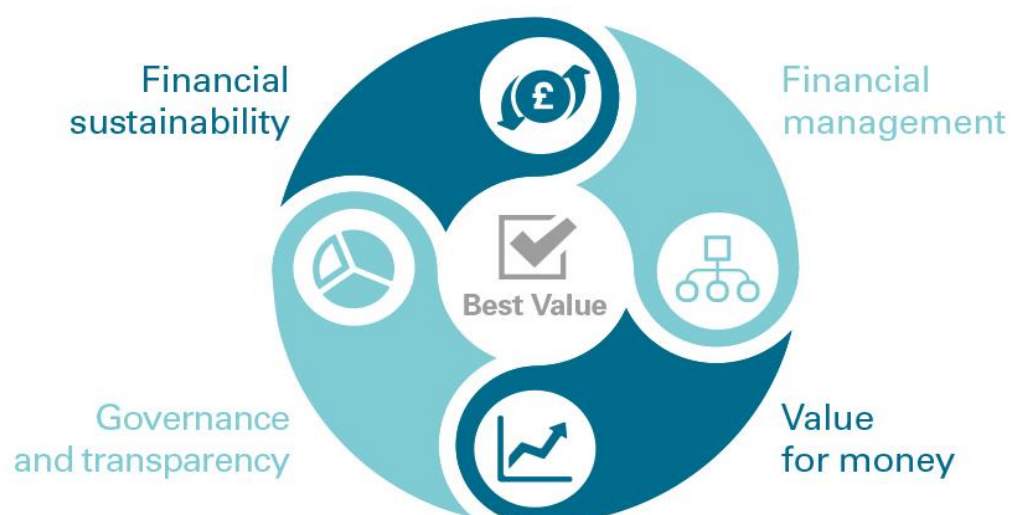 Financial
sustainability
Financial
management
£
Best Value
Governance
and transparency
Value
for money